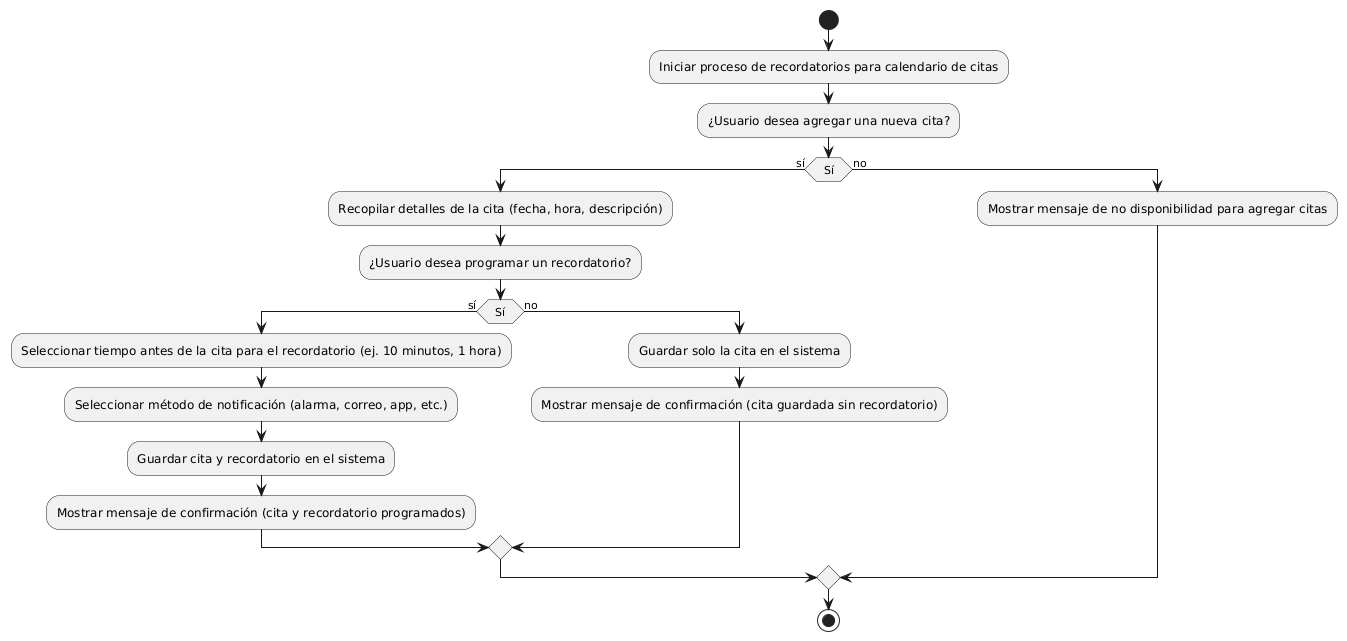 Iniciar proceso de recordatorios para calendario de citas
¿Usuario desea agregar una nueva cita?
sí
Sí
no
Recopilar detalles de la cita (fecha, hora, descripción)
Mostrar mensaje de no disponibilidad para agregar citas
¿Usuario desea programar un recordatorio?
sí
Sí
no
Seleccionar tiempo antes de la cita para el recordatorio (ej. 10 minutos, 1 hora)
Guardar solo la cita en el sistema
Seleccionar método de notificación (alarma, correo, app, etc.)
Mostrar mensaje de confirmación (cita guardada sin recordatorio)
Guardar cita y recordatorio en el sistema
Mostrar mensaje de confirmación (cita y recordatorio programados)